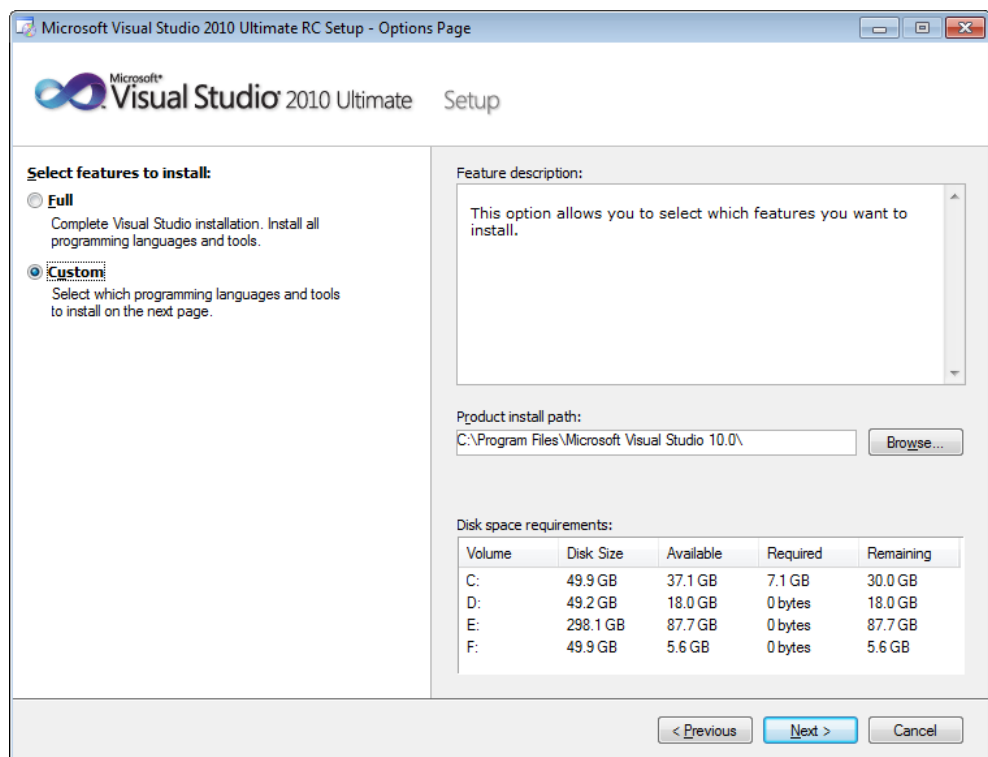 Microsoft Visual Studio 2010 Ultimate RC Setup - Options Page
Microsoft®
Visual Studio® 2010 Ultimate Setup
Select features to install:
Full
Complete Visual Studio installation. Install all
programming languages and tools.
Custom
Select which programming languages and tools
to install on the next page.
Feature description:
This option allows you to select which features you want to
install.
Product install path:
C:\Program Files\Microsoft Visual Studio 10.0\
Browse...
Disk space requirements:
Volume Disk Size Available Required Remaining
C: 49.9 GB 37.1 GB 7.1 GB 30.0 GB
D: 49.2 GB 18.0 GB 0 bytes 18.0 GB
E: 298.1 GB 87.7 GB 0 bytes 87.7 GB
F: 49.9 GB 5.6 GB 0 bytes 5.6 GB
< Previous Next > Cancel